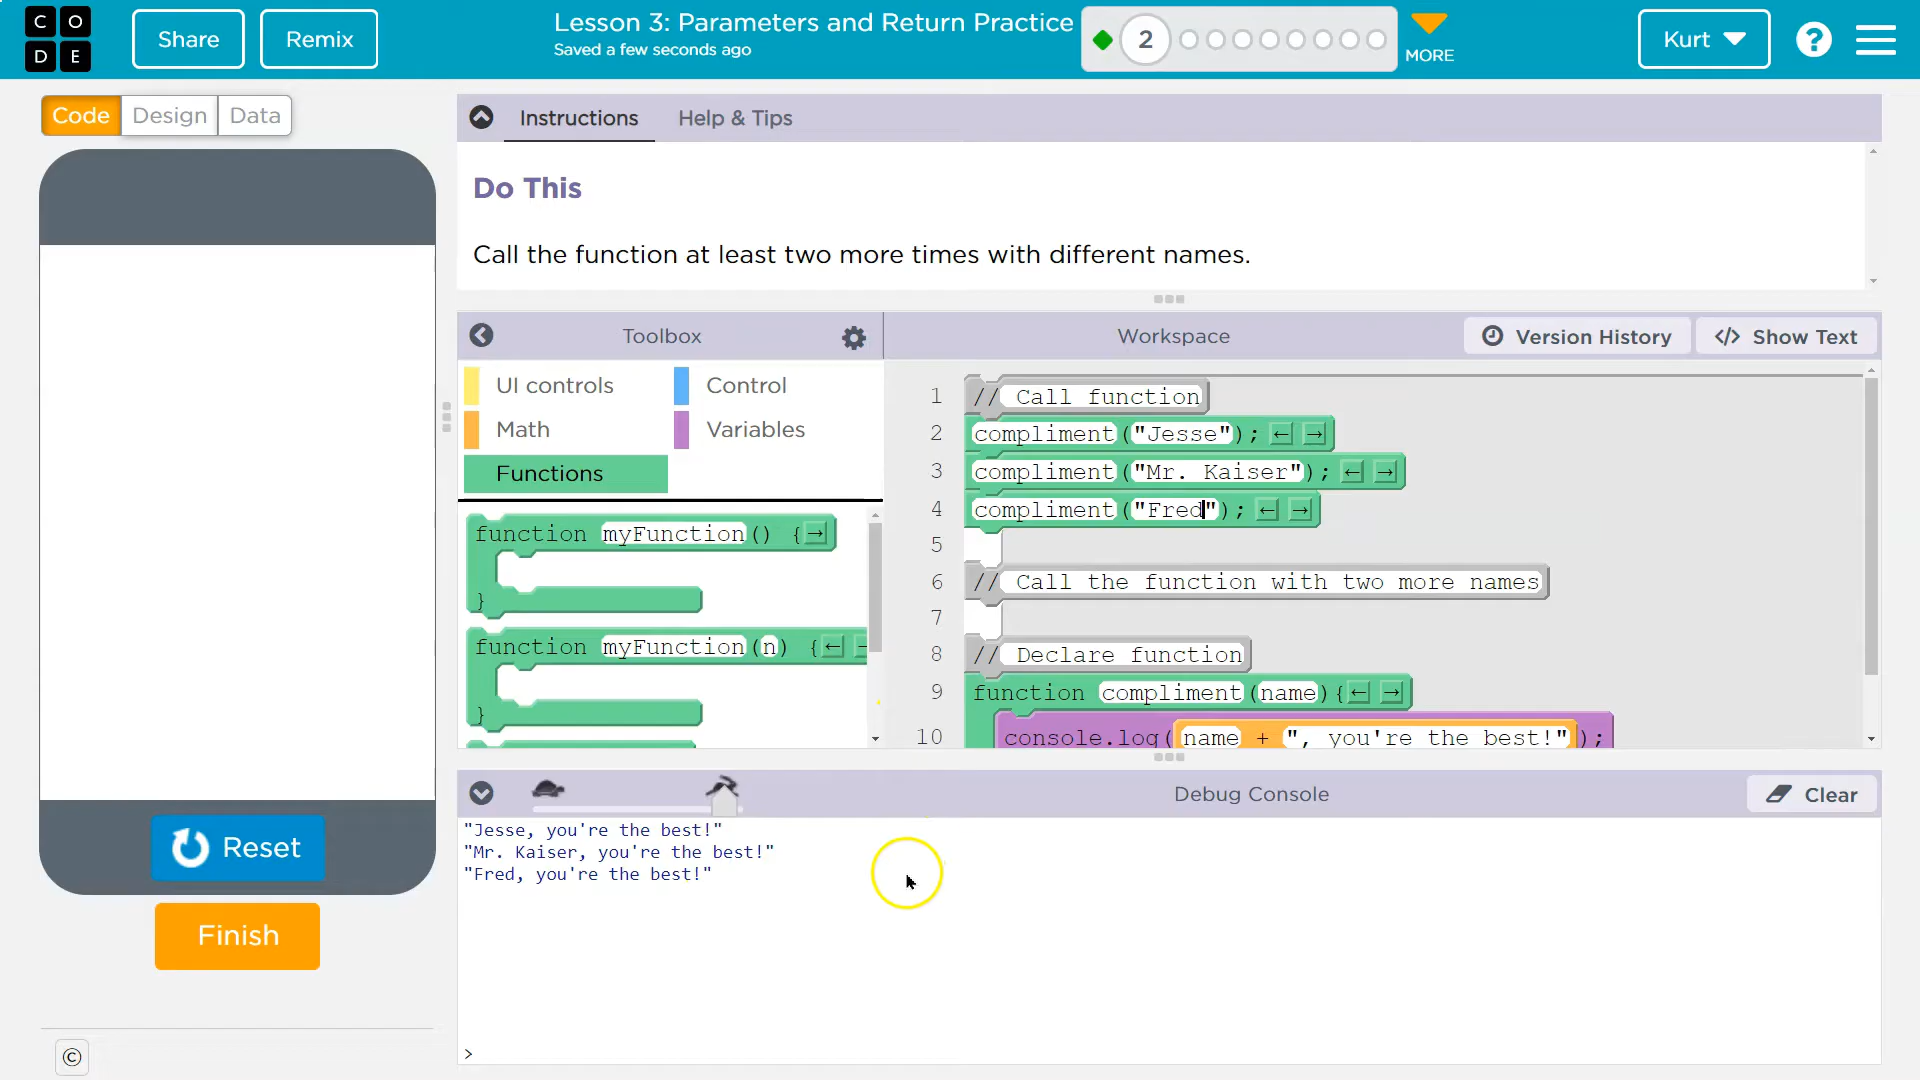 CO
DE
Share
Remix
Lesson 3: Parameters and Return Practice
Saved a few seconds ago
2
MORE
Kurt
?
Code
Design
Data
Instructions
Help & Tips
Do This
Call the function at least two more times with different names.
Toolbox
Workspace
Version History
</> Show Text
UI controls
Control
Math
Variables
Functions
function myFunction() {→
}
function myFunction(n) {←
}
1 // Call function
2 compliment("Jesse"); ← →
3 compliment("Mr. Kaiser"); ← →
4 compliment("Fred"); ← →
5
6 // Call the function with two more names
7
8 // Declare function
9 function compliment(name){← →
10 console.log(name + ", you're the best!");
Debug Console
Clear
"Jesse, you're the best!"
"Mr. Kaiser, you're the best!"
"Fred, you're the best!"
>
Reset
Finish
©